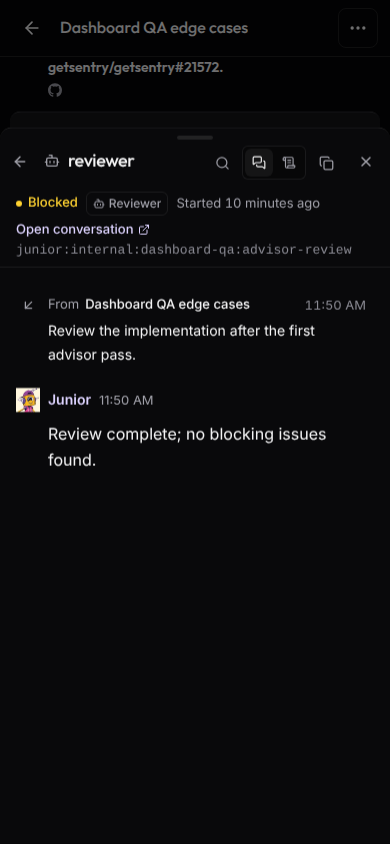 Dashboard QA edge cases
getsentry/getsentry#21572.
reviewer
Blocked Reviewer Started 10 minutes ago
Open conversation
junior:internal:dashboard-qa:advisor-review
From Dashboard QA edge cases 11:50 AM
Review the implementation after the first
advisor pass.
Junior 11:50 AM
Review complete; no blocking issues
found.